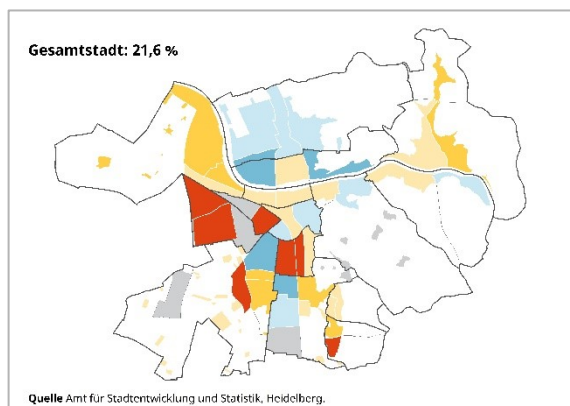 Gesamtstadt: 21,6 %
Quelle Amt für Stadtentwicklung und Statistik, Heidelberg.